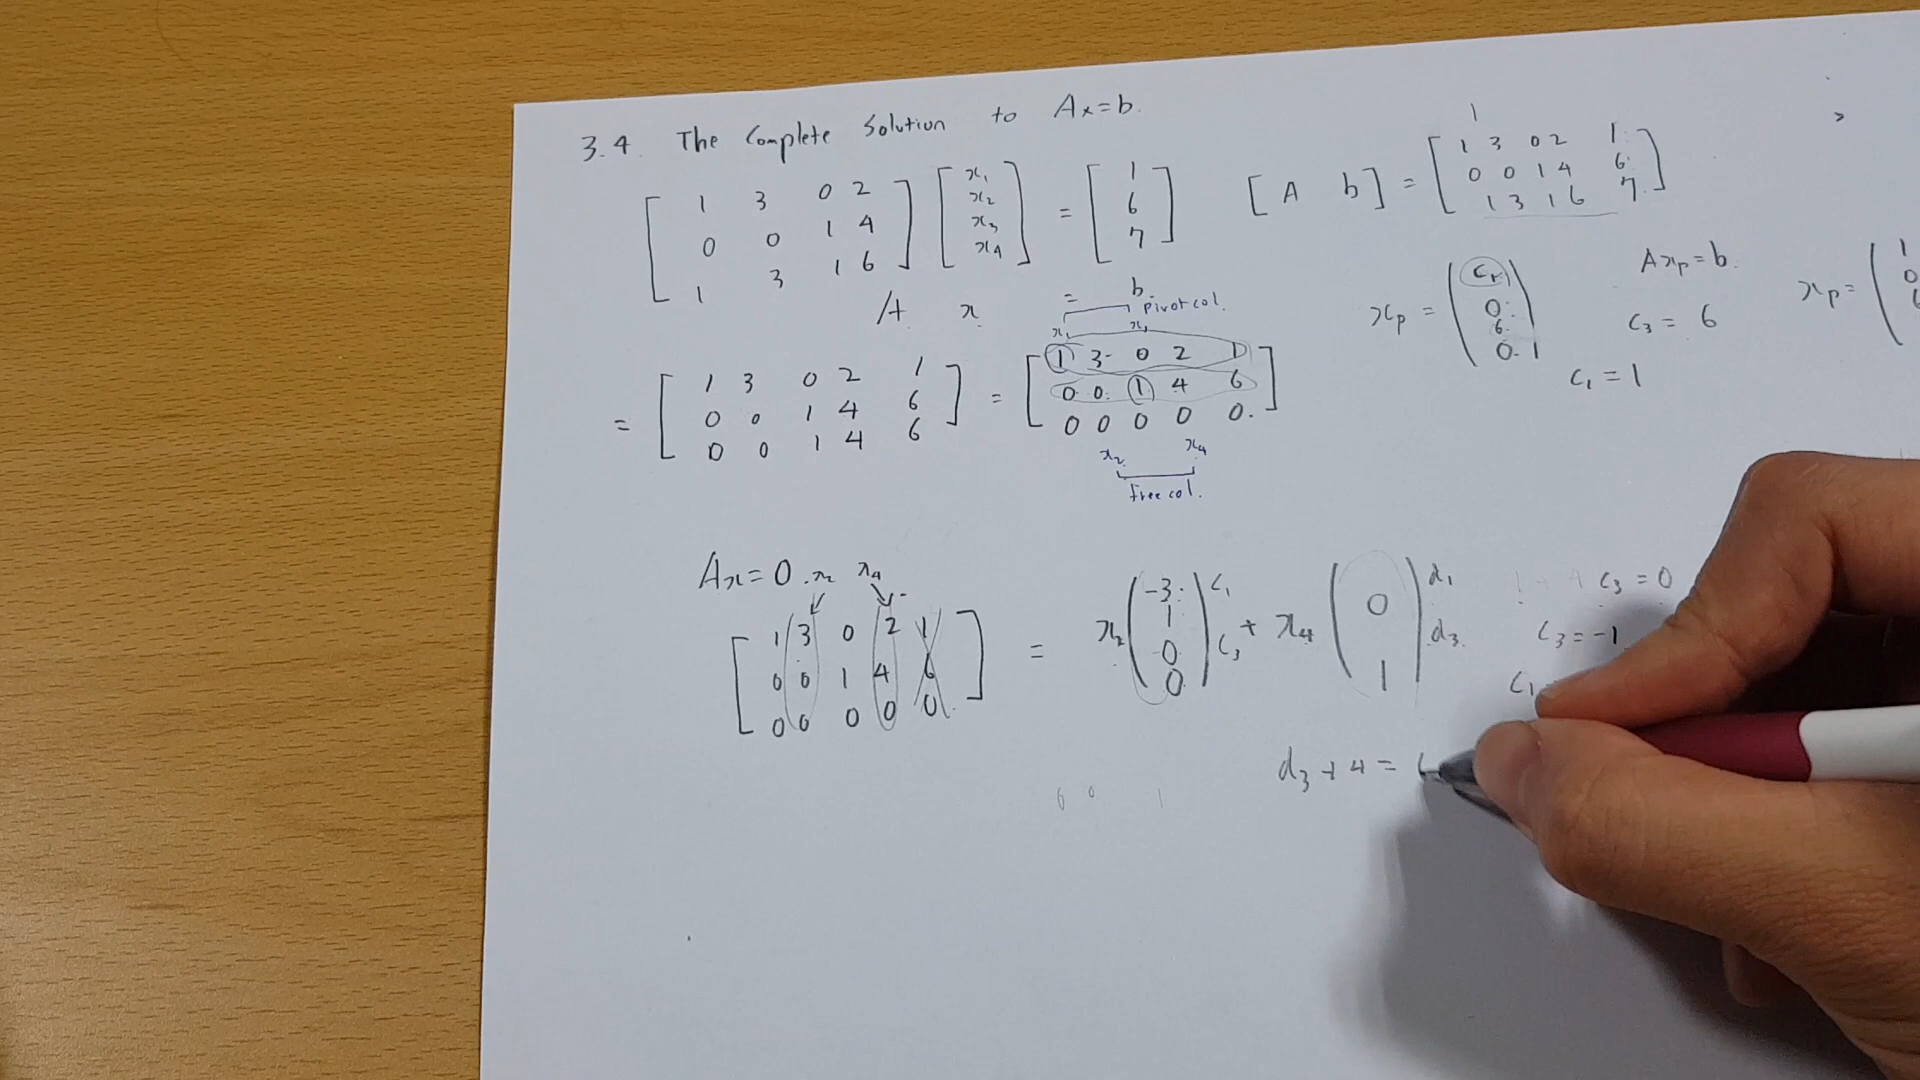 3.4. The Complete Solution to Ax=b.
[ 1 3 0 2 ] [ x1 ] = [ 1 ]
[ 0 0 1 4 ] [ x2 ] [ 6 ]
[ 1 3 1 6 ] [ x3 ] [ 7 ]
[ x4 ]
A x = b.
[ A b ] = [ 1 3 0 2 1 ]
[ 0 0 1 4 6 ]
[ 1 3 1 6 7 ]
= [ 1 3 0 2 1 ]
[ 0 0 1 4 6 ]
[ 0 0 1 4 6 ]
pivot col.
= [ 1 3 0 2 1 ]
[ 0 0 1 4 6 ]
[ 0 0 0 0 0 ]
x2 x4
free col.
xp =
0
6
0
Axp=b.
c3 = 6
c1 = 1
xp= 1
0
Ax=0
x2 x4
[ 1 3 0 2 1 ]
[ 0 0 1 4 6 ]
[ 0 0 0 0 0 ]
= x2 ( -3 ) c1 + x4 ( 0 ) d1
1
0 c3 d3
0 1
c3 = 0
c3 = -1
c1
d3 + 4 =